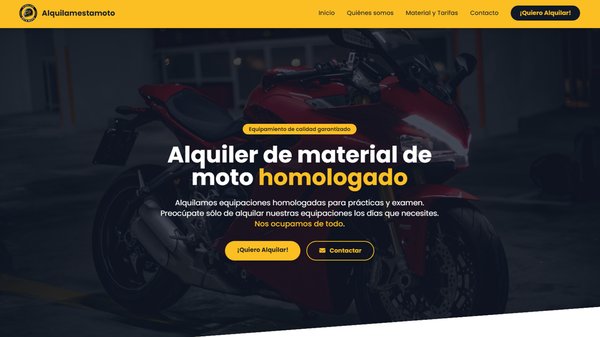 Alquilamestamoto
Inicio
Quiénes somos
Material y Tarifas
Contacto
¡Quiero Alquilar!
Equipamiento de calidad garantizado
Alquiler de material de
moto homologado
Alquilamos equipaciones homologadas para prácticas y examen.
Preocúpate sólo de alquilar nuestras equipaciones los días que necesites.
Nos ocupamos de todo.
¡Quiero Alquilar!
Contactar